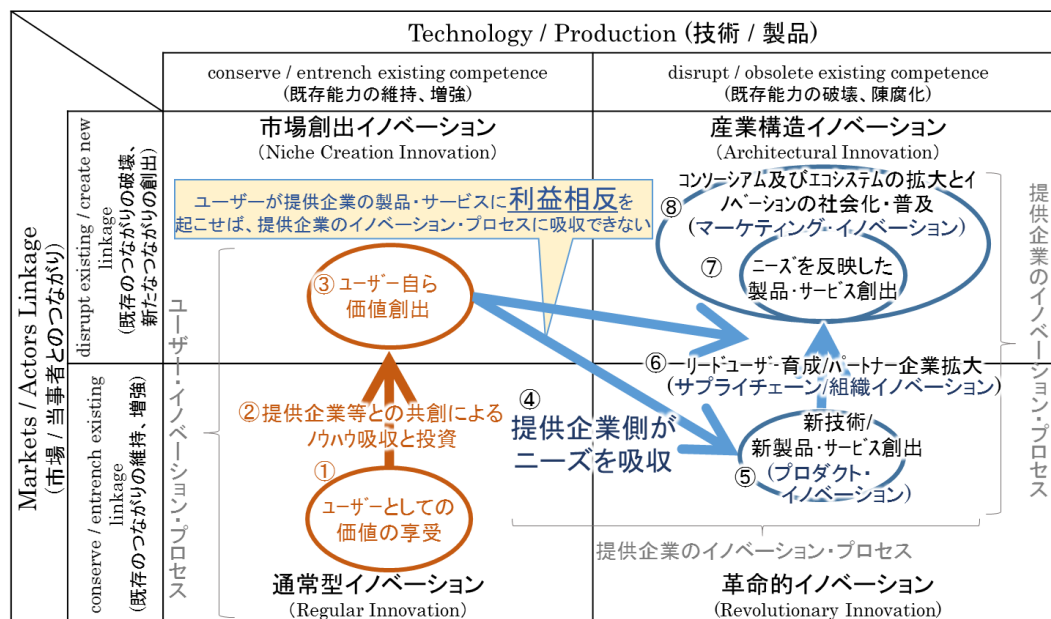 Technology / Production (技術 / 製品)
conserve / entrench existing competence
(既存能力の維持、増強)
disrupt / obsolete existing competence
(既存能力の破壊、陳腐化)
Markets / Actors Linkage
(市場 / 当事者とのつながり)
disrupt existing / create new
linkage
(既存のつながりの破壊、
新たなつながりの創出)
conserve / entrench existing
linkage
(既存のつながりの維持、増強)
市場創出イノベーション
(Niche Creation Innovation)
産業構造イノベーション
(Architectural Innovation)
ユーザーが提供企業の製品・サービスに利益相反を
起こせば、提供企業のイノベーション・プロセスに吸収できない
コンソーシアム及びエコシステムの拡大とイ
ノベーションの社会化・普及
⑧
(マーケティング・イノベーション)
⑦
ニーズを反映した
製品・サービス創出
③ユーザー自ら
価値創出
⑥リードユーザー育成/パートナー企業拡大
(サプライチェーン/組織イノベーション)
②提供企業等との共創による
ノウハウ吸収と投資
④
提供企業側が
ニーズを吸収
新技術/
新製品・サービス創出
⑤(プロダクト・
イノベーション)
①
ユーザーとしての
価値の享受
ユーザー・イノベーション・プロセス
提供企業のイノベーション・プロセス
提供企業のイノベーション・プロセス
通常型イノベーション
(Regular Innovation)
革命的イノベーション
(Revolutionary Innovation)